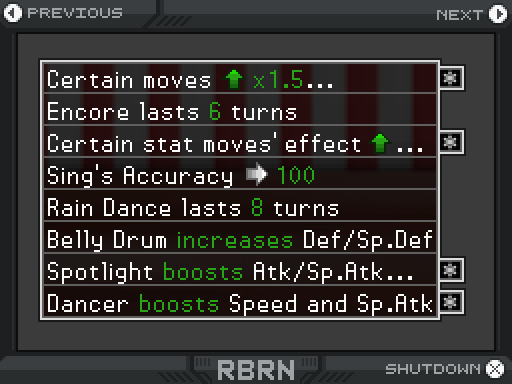 PREVIOUS
NEXT
Certain moves ⬆ x1.5...
Encore lasts 6 turns
Certain stat moves' effect ⬆...
Sing's Accuracy ➡ 100
Rain Dance lasts 8 turns
Belly Drum increases Def/Sp.Def
Spotlight boosts Atk/Sp.Atk...
Dancer boosts Speed and Sp.Atk
RBRN
SHUTDOWN